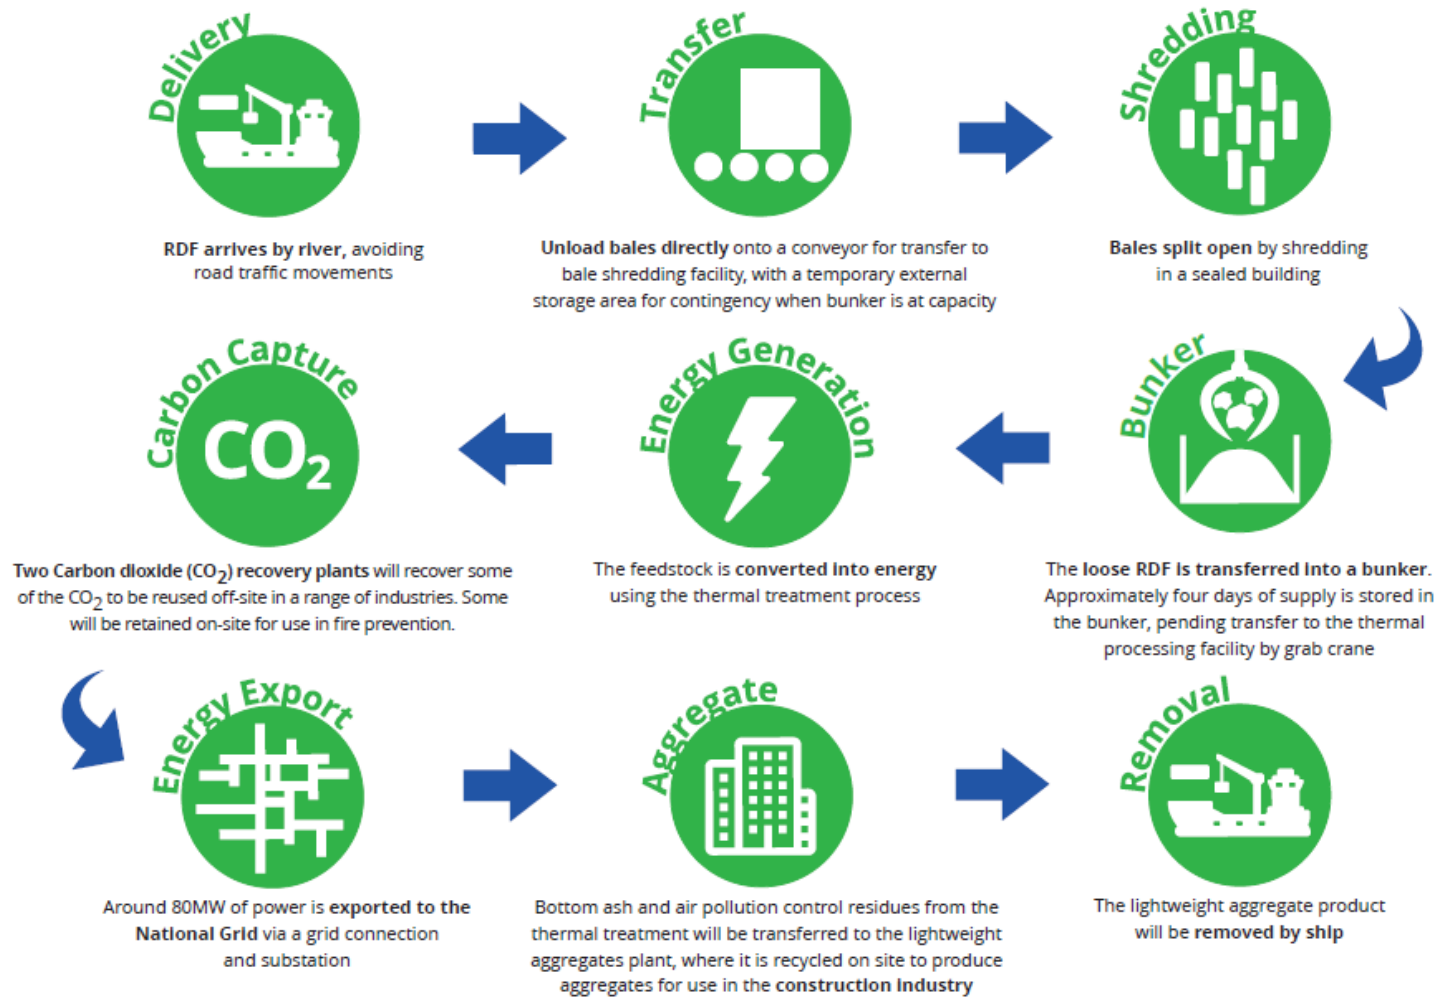 Delivery
RDF arrives by river, avoiding
road traffic movements
Transfer
Unload bales directly onto a conveyor for transfer to
bale shredding facility, with a temporary external
storage area for contingency when bunker is at capacity
Shredding
Bales split open by shredding
in a sealed building
Bunker
The loose RDF is transferred into a bunker.
Approximately four days of supply is stored in
the bunker, pending transfer to the thermal
processing facility by grab crane
Energy Generation
The feedstock is converted into energy
using the thermal treatment process
Carbon Capture
CO2
Two Carbon dioxide (CO2) recovery plants will recover some
of the CO2 to be reused off-site in a range of industries. Some
will be retained on-site for use in fire prevention.
Energy Export
Around 80MW of power is exported to the
National Grid via a grid connection
and substation
Aggregate
Bottom ash and air pollution control residues from the
thermal treatment will be transferred to the lightweight
aggregates plant, where it is recycled on site to produce
aggregates for use in the construction industry
Removal
The lightweight aggregate product
will be removed by ship